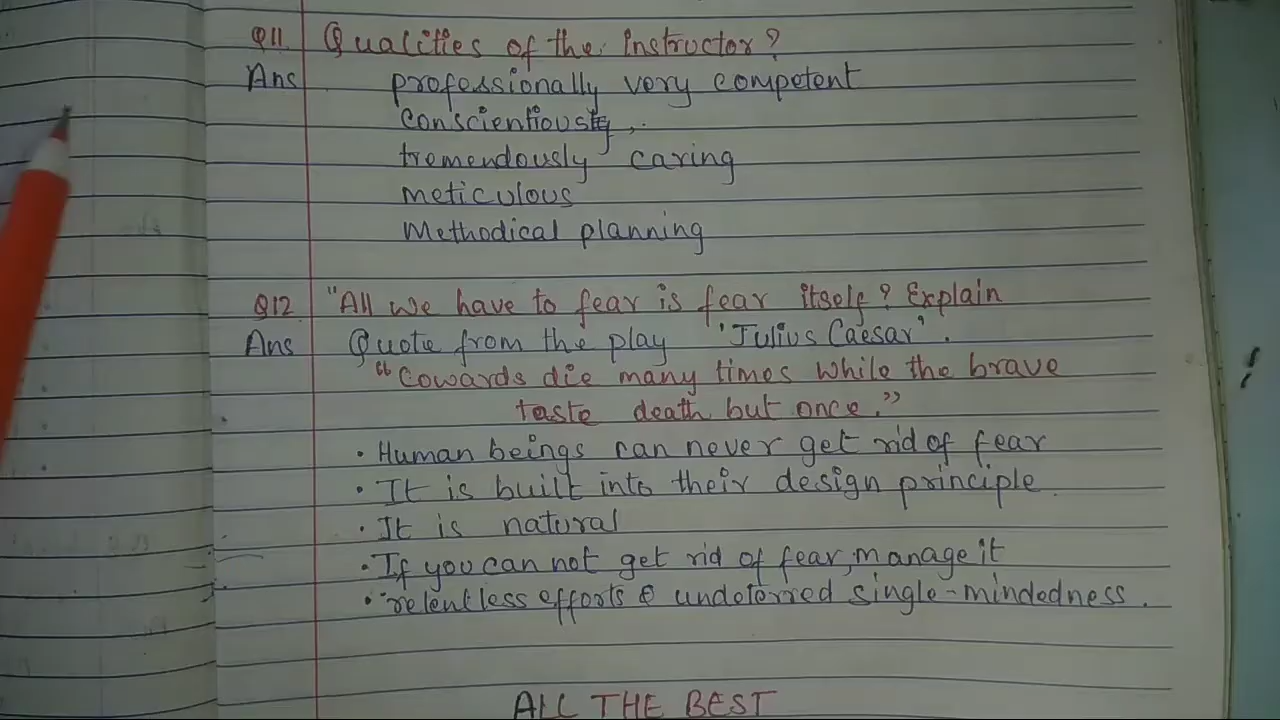 Q11. Qualities of the instructor?
Ans professionally very competent
Conscientiously,
tremendously caring
meticulous
Methodical planning
Q12 "All we have to fear is fear itself? Explain
Ans Quote from the play 'Julius Caesar'.
"Cowards die many times while the brave
taste death but once."
• Human beings can never get rid of fear
• It is built into their design principle.
• It is natural
• If you can not get rid of fear, manage it
• relentless efforts & undeterred single-mindedness.
ALL THE BEST